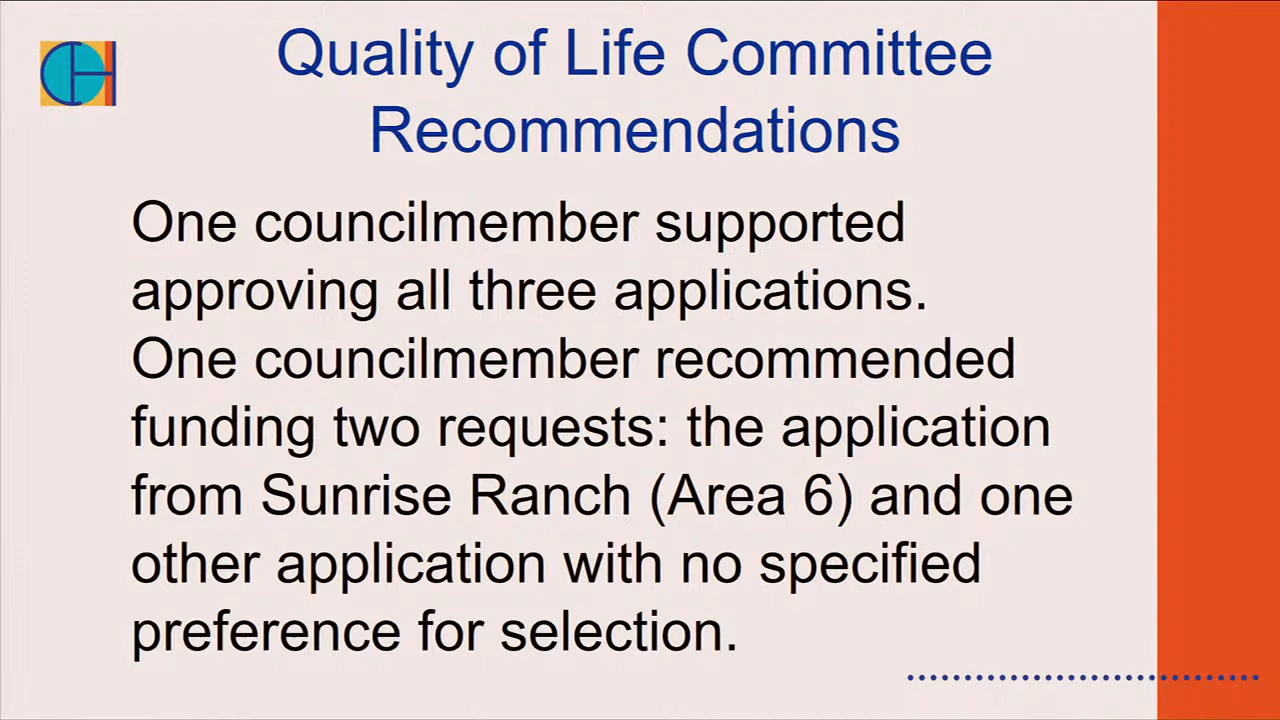 Quality of Life Committee
Recommendations
One councilmember supported
approving all three applications.
One councilmember recommended
funding two requests: the application
from Sunrise Ranch (Area 6) and one
other application with no specified
preference for selection.